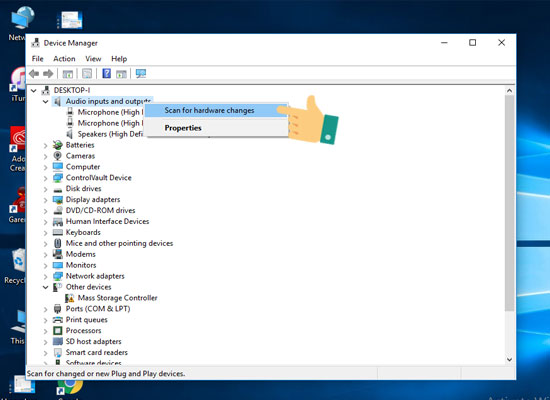 Device Manager
File Action View Help
DESKTOP-I
Audio inputs and outputs
Scan for hardware changes
Microphone (High
Properties
Microphone (High
Speakers (High Defi
Batteries
Cameras
Computer
ControlVault Device
Disk drives
Display adapters
DVD/CD-ROM drives
Human Interface Devices
Keyboards
Mice and other pointing devices
Modems
Monitors
Network adapters
Other devices
Mass Storage Controller
Ports (COM & LPT)
Print queues
Processors
SD host adapters
Smart card readers
Software devices
Scan for changed or new Plug and Play devices.
Netw
iTu
Ado
Crea
Garen
Recycl
This